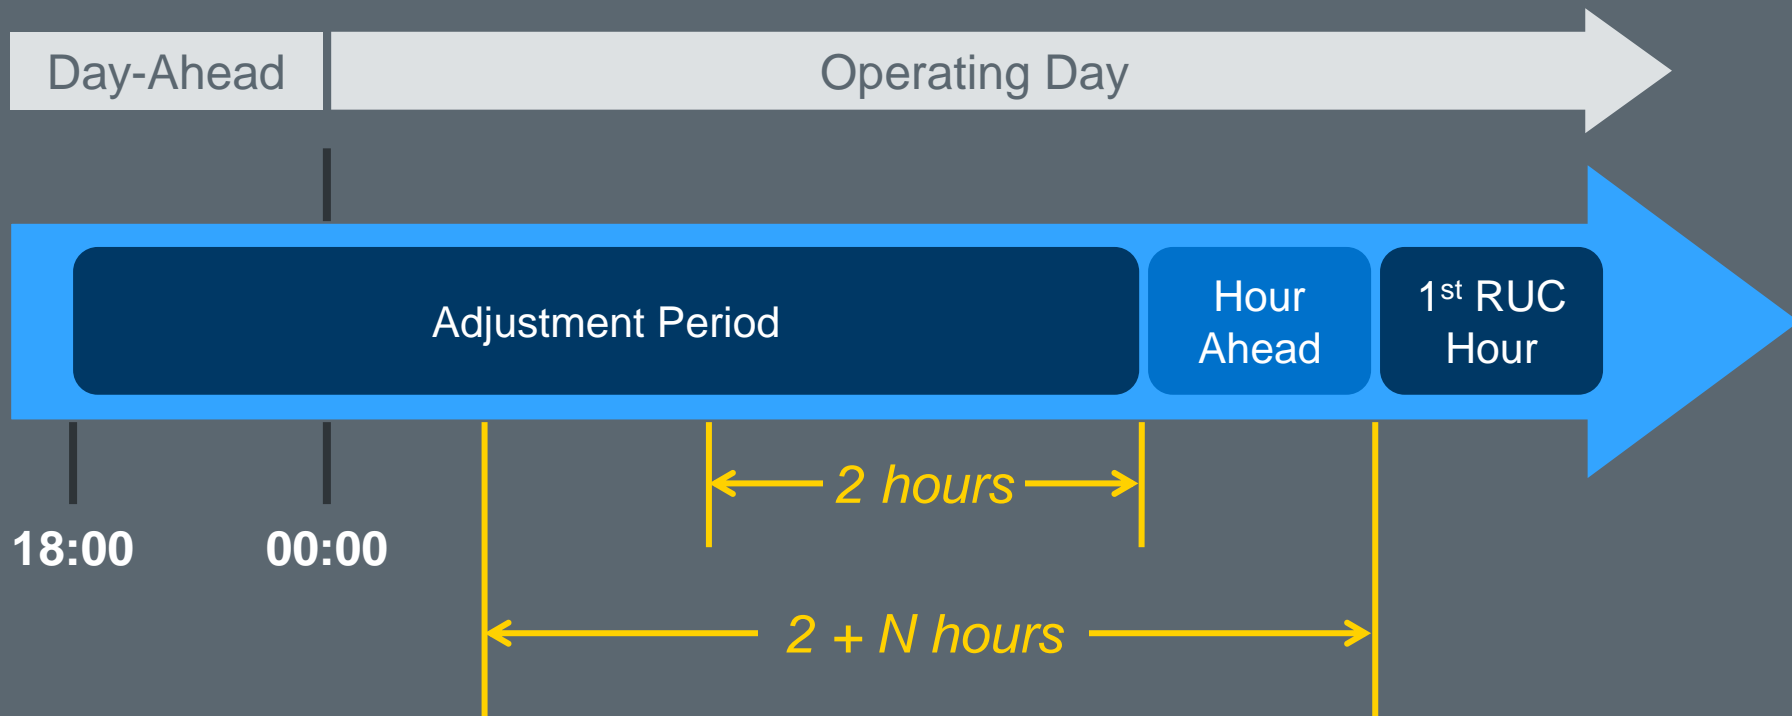 Day-Ahead
Operating Day
Adjustment Period
Hour
Ahead
1st RUC
Hour
2 hours
18:00
00:00
2 + N hours